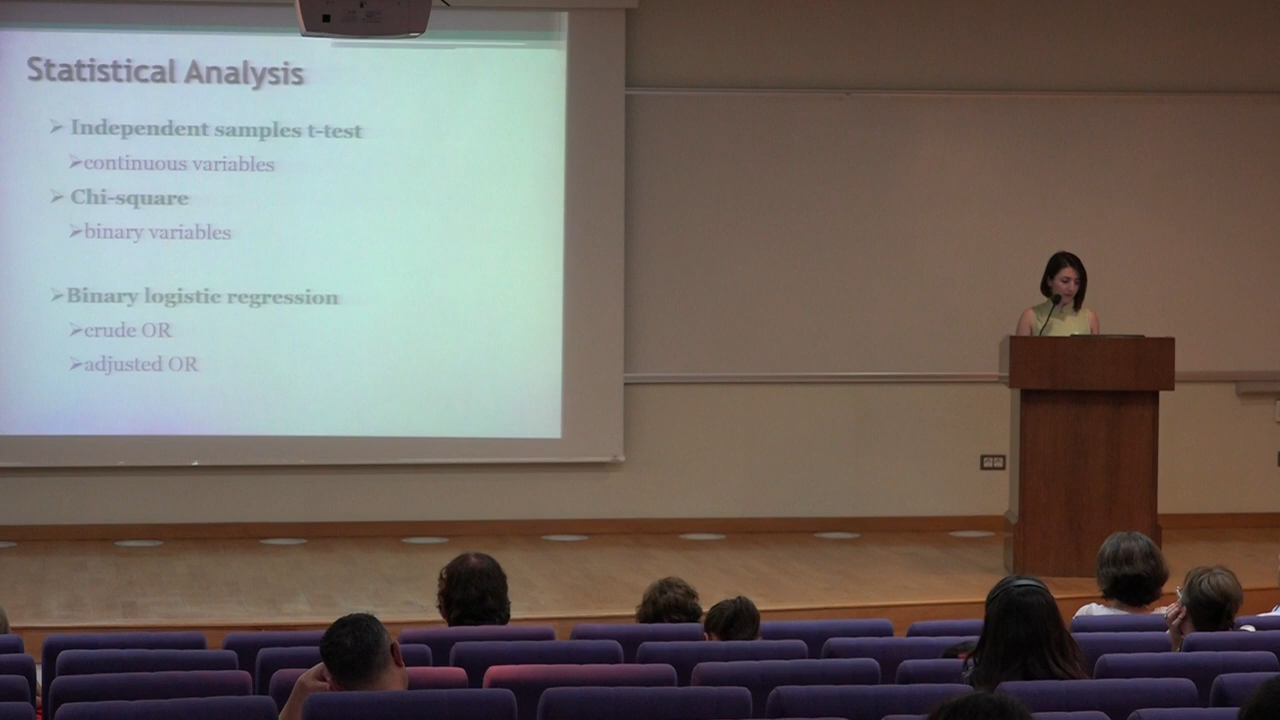 Statistical Analysis
➢ Independent samples t-test
➢continuous variables
➢ Chi-square
➢binary variables
➢Binary logistic regression
➢crude OR
➢adjusted OR